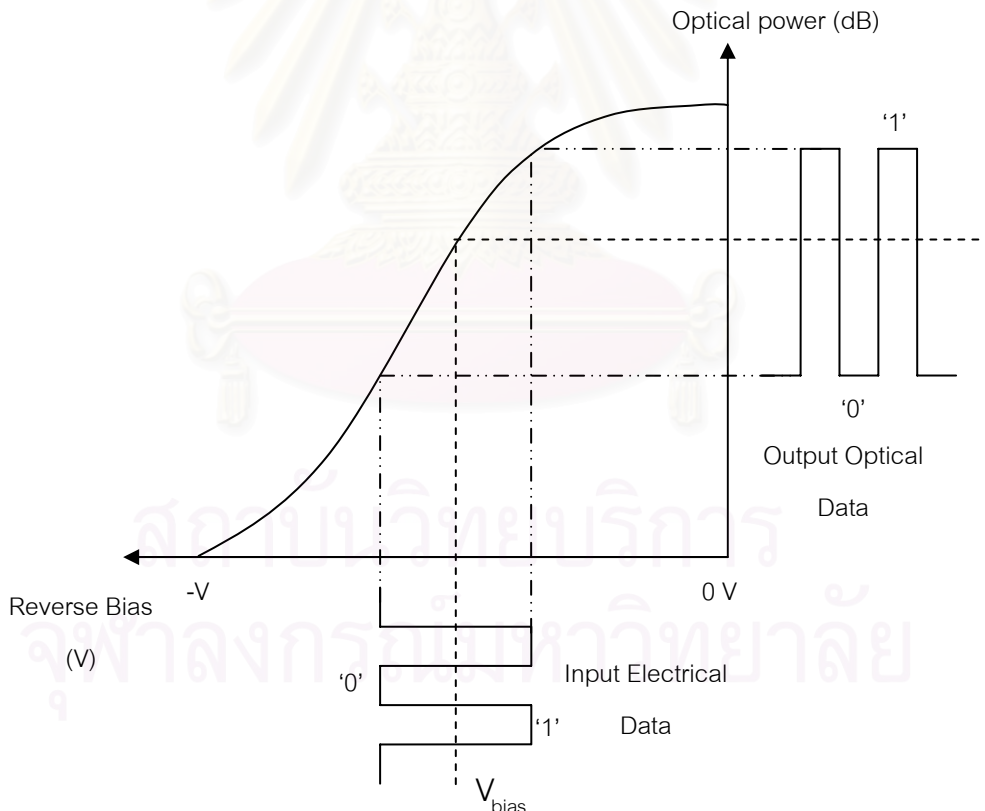 Optical power (dB)
‘1’
‘0’
Output Optical
Data
-V
0 V
Reverse Bias
(V)
‘0’
Input Electrical
‘1’
Data
V_bias
สถาบันวิทยบริการ
จุฬาลงกรณ์มหาวิทยาลัย